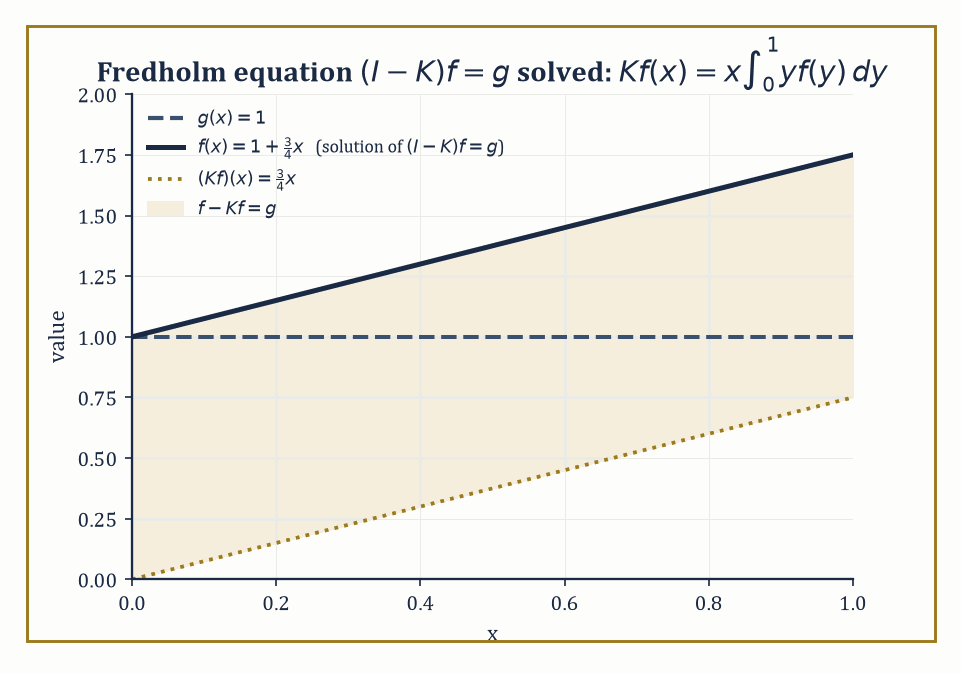 Fredholm equation (I − K)f = g solved: Kf(x) = x∫₀¹ yf(y) dy
2.00
g(x) = 1
f(x) = 1 + ¾x (solution of (I − K)f = g)
1.75
(Kf)(x) = ¾x
f − Kf = g
1.50
1.25
1.00
0.75
0.50
0.25
0.00
value
0.0 0.2 0.4 0.6 0.8 1.0
x